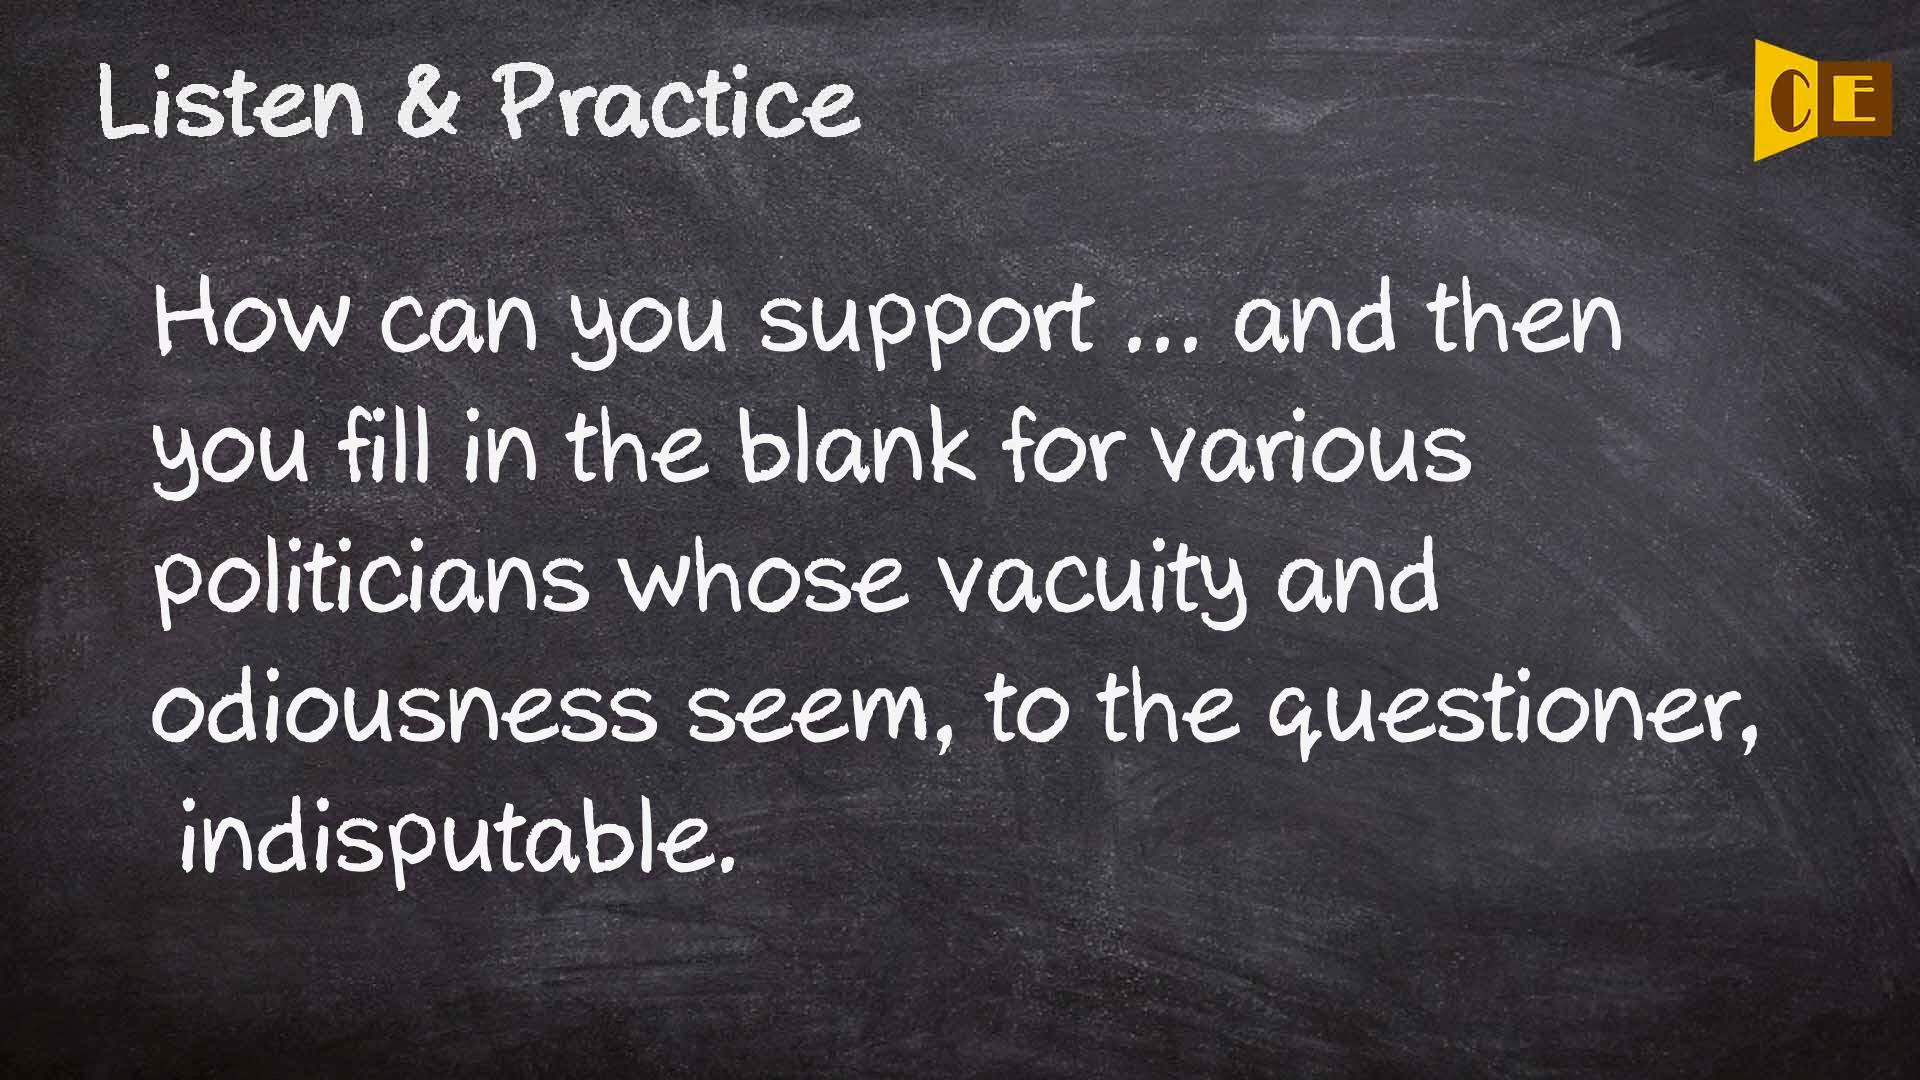 Listen & Practice
CE
How can you support ... and then
you fill in the blank for various
politicians whose vacuity and
odiousness seem, to the questioner,
indisputable.